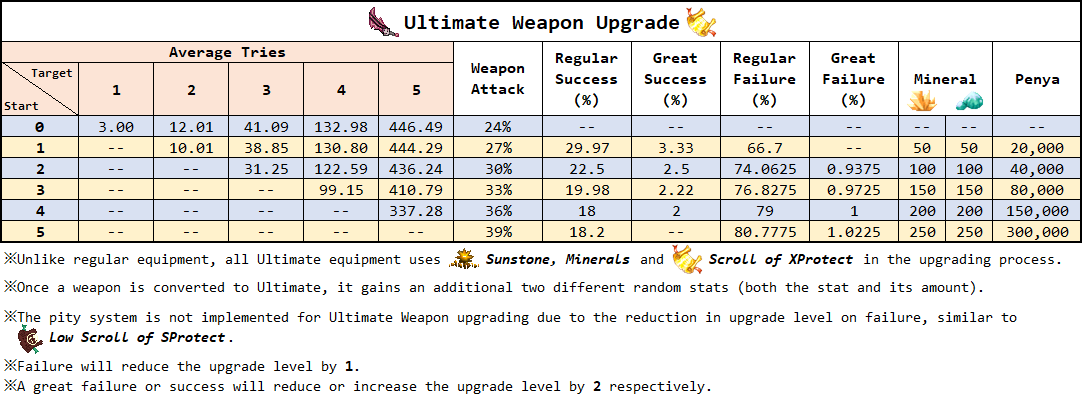 Ultimate Weapon Upgrade
Average Tries Weapon Attack Regular Success (%) Great Success (%) Regular Failure (%) Great Failure (%) Mineral Penya
Target Start 1 2 3 4 5
0 3.00 12.01 41.09 132.98 446.49 24% -- -- -- -- -- -- --
1 -- 10.01 38.85 130.80 444.29 27% 29.97 3.33 66.7 -- 50 50 20,000
2 -- -- 31.25 122.59 436.24 30% 22.5 2.5 74.0625 0.9375 100 100 40,000
3 -- -- -- 99.15 410.79 33% 19.98 2.22 76.8275 0.9725 150 150 80,000
4 -- -- -- -- 337.28 36% 18 2 79 1 200 200 150,000
5 -- -- -- -- -- 39% 18.2 -- 80.7775 1.0225 250 250 300,000
※Unlike regular equipment, all Ultimate equipment uses Sunstone, Minerals and Scroll of XProtect in the upgrading process.
※Once a weapon is converted to Ultimate, it gains an additional two different random stats (both the stat and its amount).
※The pity system is not implemented for Ultimate Weapon upgrading due to the reduction in upgrade level on failure, similar to
Low Scroll of SProtect.
※Failure will reduce the upgrade level by 1.
※A great failure or success will reduce or increase the upgrade level by 2 respectively.